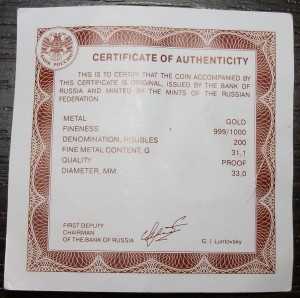 CERTIFICATE OF AUTHENTICITY
THIS IS TO CERTIFY THAT THE COIN ACCOMPANIED BY
THIS CERTIFICATE IS ORIGINAL, ISSUED BY THE BANK OF
RUSSIA AND MINTED BY THE MINTS OF THE RUSSIAN
FEDERATION.
METAL GOLD
FINENESS 999/1000
DENOMINATION, ROUBLES 200
FINE METAL CONTENT, G 31,1
QUALITY PROOF
DIAMETER, MM 33,0
FIRST DEPUTY
CHAIRMAN
OF THE BANK OF RUSSIA G. I. Luntovsky